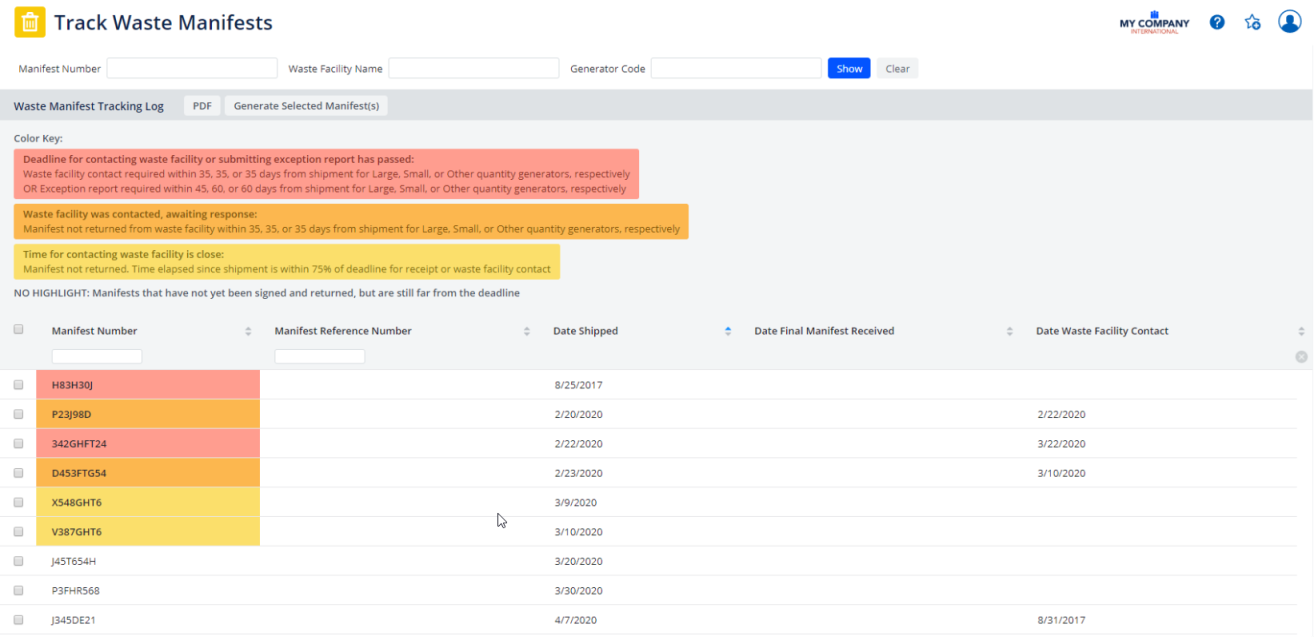 Track Waste Manifests
MY COMPANY
INTERNATIONAL
Manifest Number
Waste Facility Name
Generator Code
Show
Clear
Waste Manifest Tracking Log
PDF
Generate Selected Manifest(s)
Color Key:
Deadline for contacting waste facility or submitting exception report has passed:
Waste facility contact required within 35, 35, or 35 days from shipment for Large, Small, or Other quantity generators, respectively
OR Exception report required within 45, 60, or 60 days from shipment for Large, Small, or Other quantity generators, respectively
Waste facility was contacted, awaiting response:
Manifest not returned from waste facility within 35, 35, or 35 days from shipment for Large, Small, or Other quantity generators, respectively
Time for contacting waste facility is close:
Manifest not returned. Time elapsed since shipment is within 75% of deadline for receipt or waste facility contact
NO HIGHLIGHT: Manifests that have not yet been signed and returned, but are still far from the deadline
Manifest Number Manifest Reference Number Date Shipped Date Final Manifest Received Date Waste Facility Contact
H83H30J 8/25/2017
P23J98D 2/20/2020 2/22/2020
342GHFT24 2/22/2020 3/22/2020
D453FTG54 2/23/2020 3/10/2020
X548GHT6 3/9/2020
V387GHT6 3/10/2020
J45T654H 3/20/2020
P3FHR568 3/30/2020
J345DE21 4/7/2020 8/31/2017